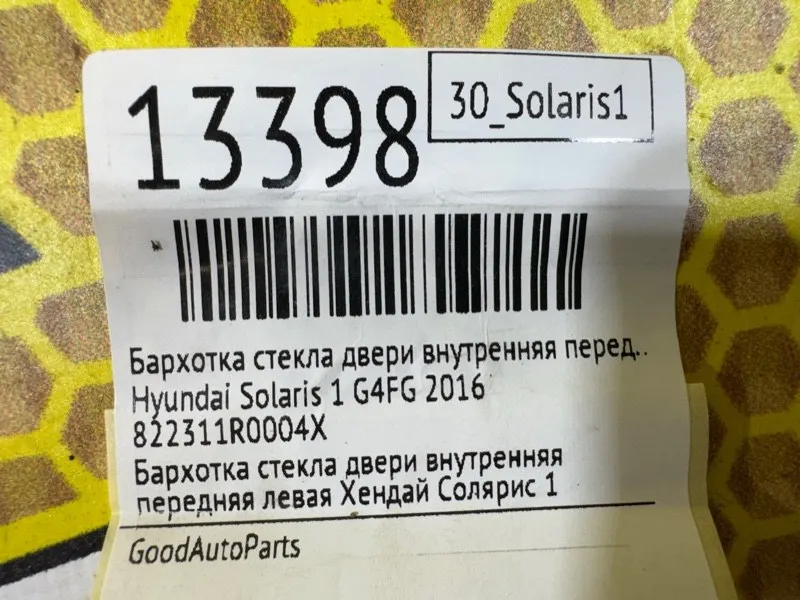 13398
30_Solaris1
Бархотка стекла двери внутренняя перед..
Hyundai Solaris 1 G4FG 2016
822311R0004X
Бархотка стекла двери внутренняя
передняя левая Хендай Солярис 1
GoodAutoParts